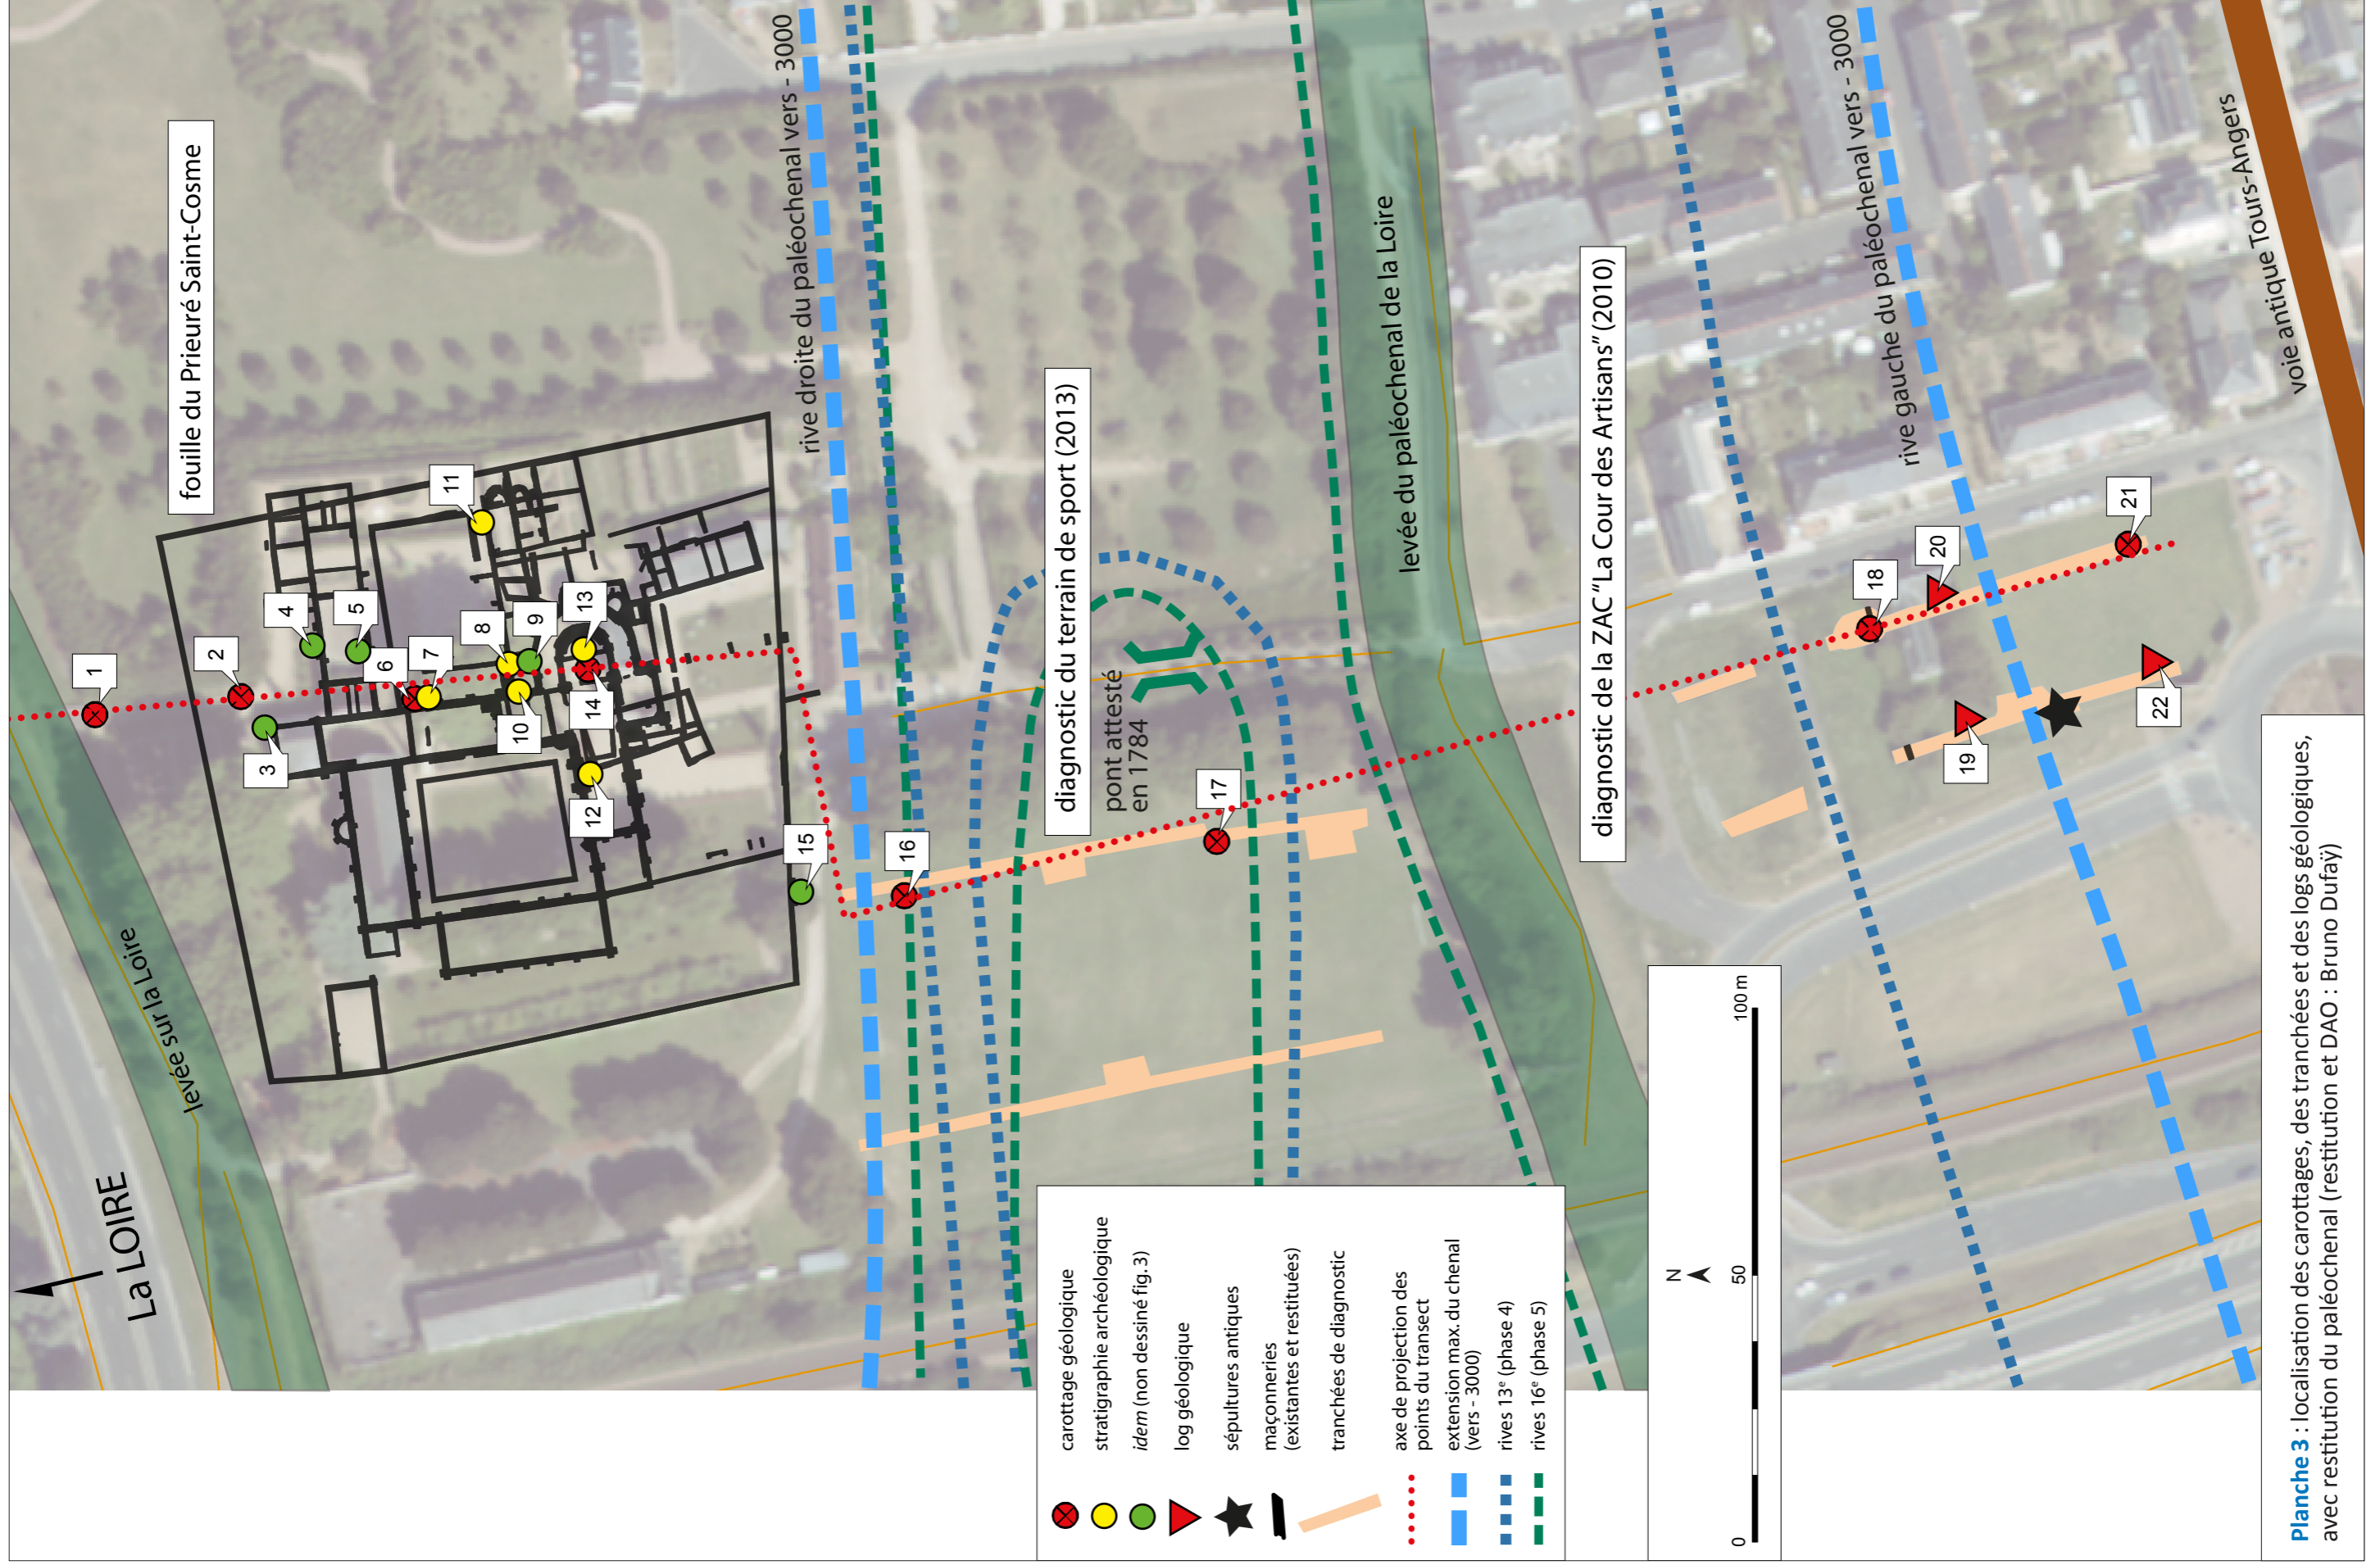 La LOIRE
levée sur la Loire
fouille du Prieuré Saint-Cosme
1
2
3
4
5
6
7
8
9
10
11
12
13
14
15
rive droite du paléochenal vers - 3000
16
diagnostic du terrain de sport (2013)
pont attesté
en 1784
17
levée du paléochenal de la Loire
diagnostic de la ZAC "La Cour des Artisans" (2010)
rive gauche du paléochenal vers - 3000
18
19
20
21
22
voie antique Tours-Angers
carottage géologique
stratigraphie archéologique
idem (non dessiné fig. 3)
log géologique
sépultures antiques
maçonneries
(existantes et restituées)
tranchées de diagnostic
axe de projection des
points du transect
extension max. du chenal
(vers - 3000)
rives 13e (phase 4)
rives 16e (phase 5)
N
0
50
100 m
Planche 3 : localisation des carottages, des tranchées et des logs géologiques,
avec restitution du paléochenal (restitution et DAO : Bruno Dufaÿ)